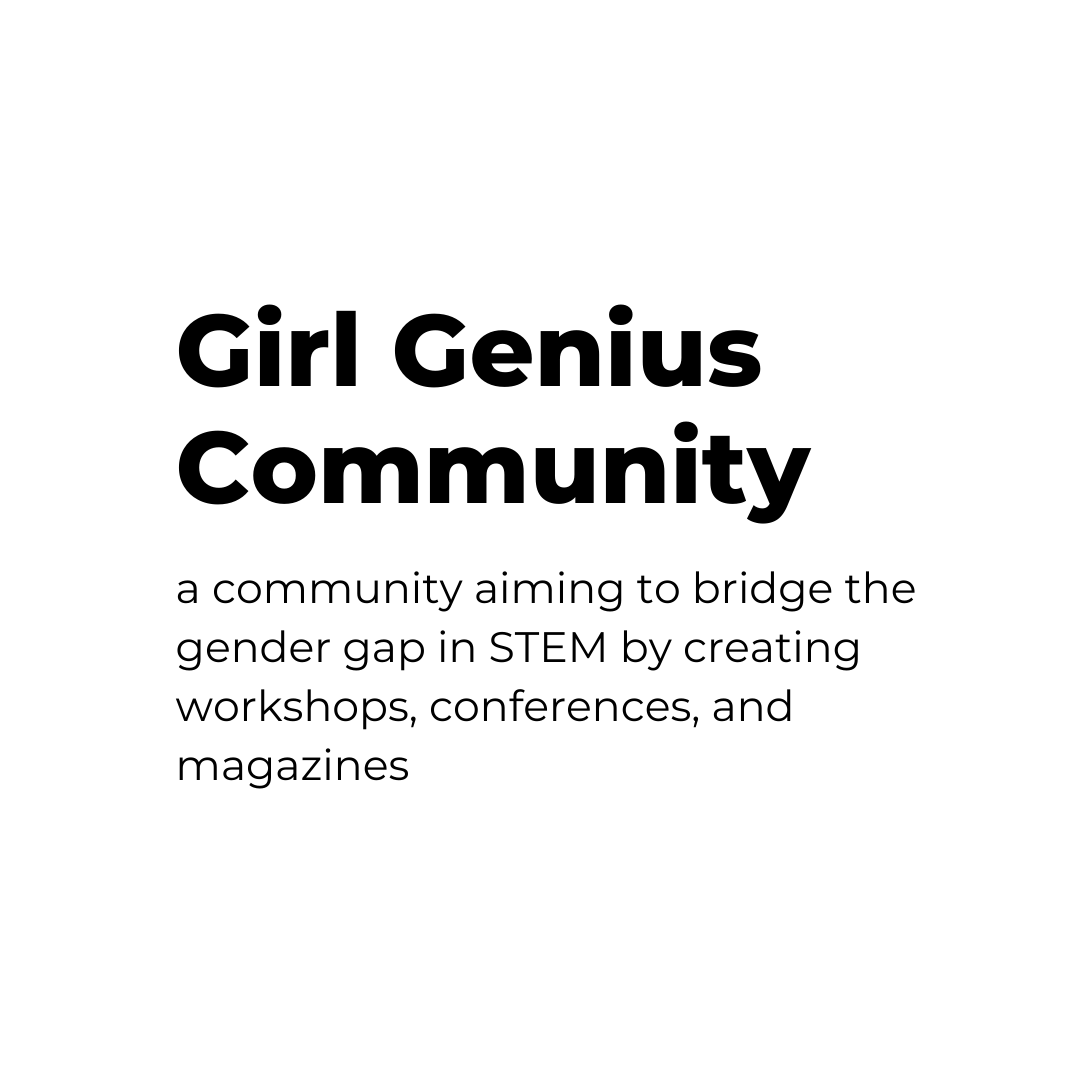 Girl Genius
Community
a community aiming to bridge the
gender gap in STEM by creating
workshops, conferences, and
magazines